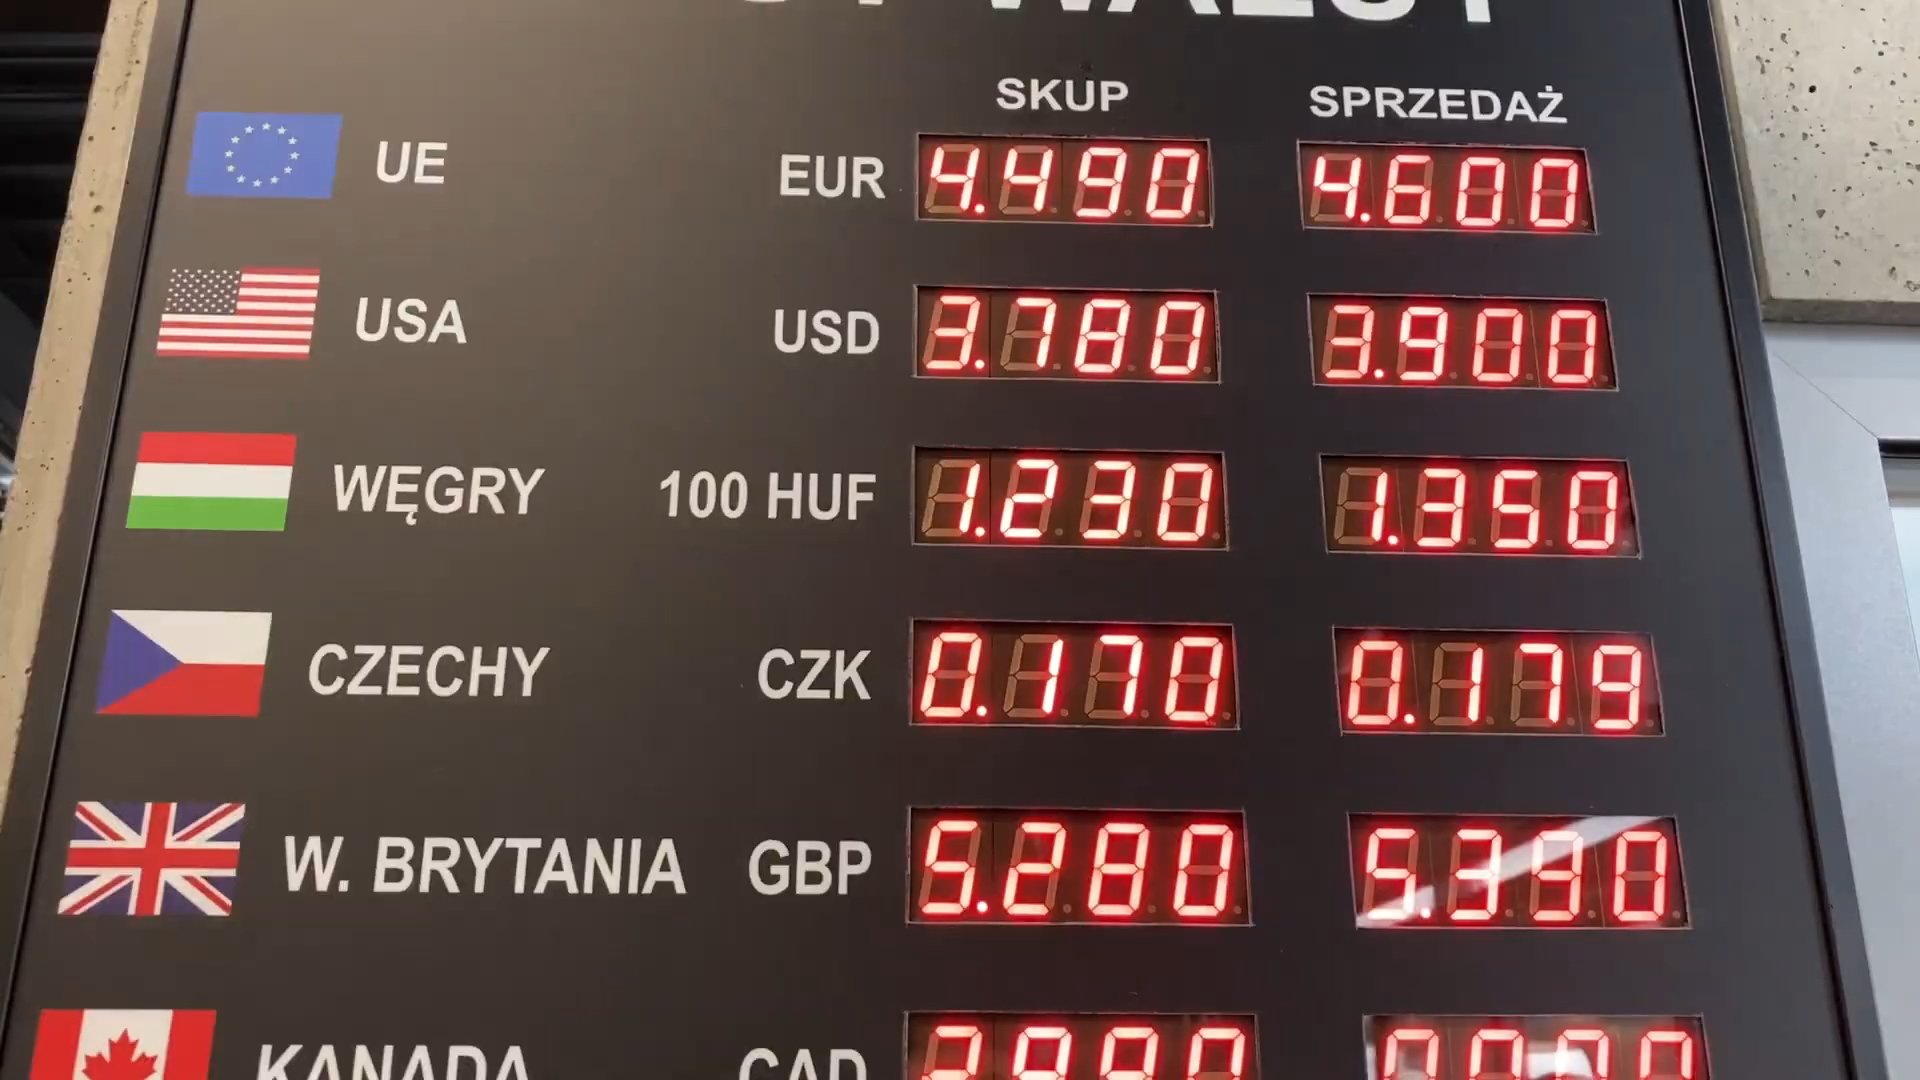 SKUP SPRZEDAŻ
UE EUR 4.490 4.600
USA USD 3.780 3.900
WĘGRY 100 HUF 1.230 1.350
CZECHY CZK 0.170 0.179
W. BRYTANIA GBP 5.280 5.390
KANADA CAD